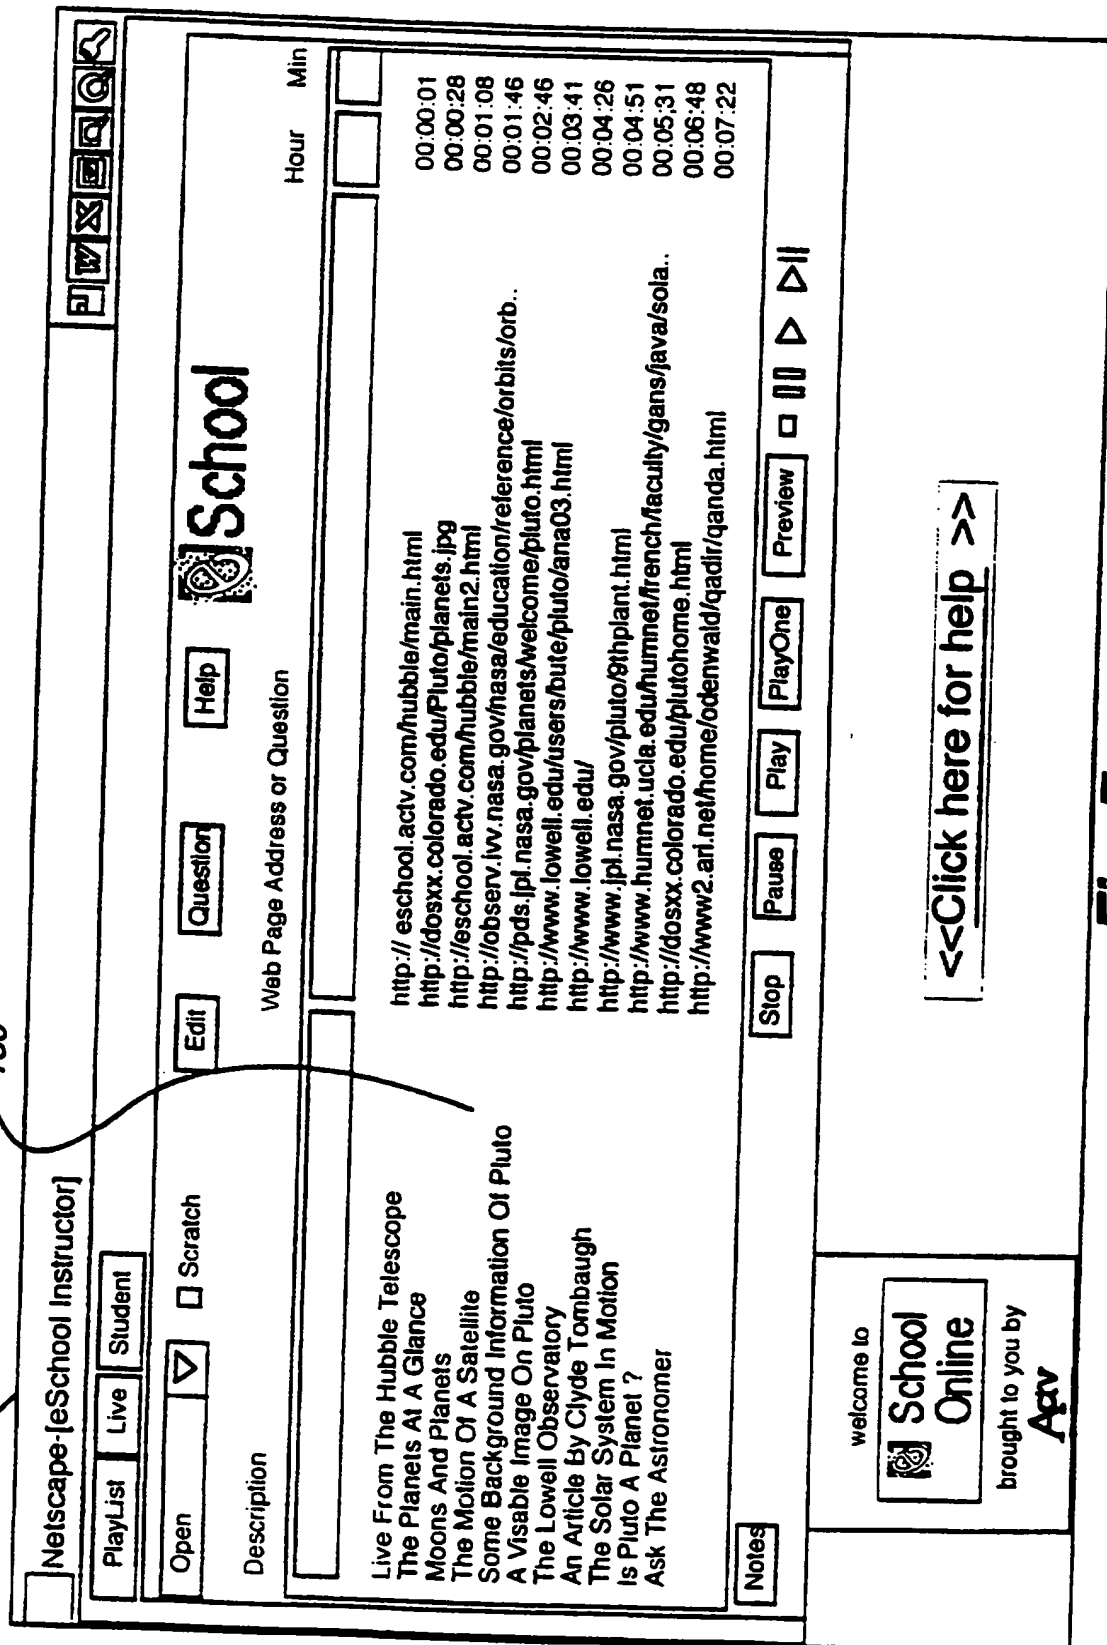 Netscape-[eSchool Instructor]
PlayList Live Student
Open Scratch Edit Question Help School
Description Web Page Address or Question Hour Min
Live From The Hubble Telescope http:// eschool.actv.com/hubble/main.html 00:00:01
The Planets At A Glance http://dosxx.colorado.edu/Pluto/planets.jpg 00:00:28
Moons And Planets http://eschool.actv.com/hubble/main2.html 00:01:08
The Motion Of A Satellite http://observ.ivv.nasa.gov/nasa/education/reference/orbits/orb.. 00:01:46
Some Background Information Of Pluto http://pds.jpl.nasa.gov/planets/welcome/pluto.html 00:02:46
A Visable Image On Pluto http://www.lowell.edu/users/bute/pluto/ana03.html 00:03:41
The Lowell Observatory http://www.lowell.edu/ 00:04:26
An Article By Clyde Tombaugh http://www.jpl.nasa.gov/pluto/9thplant.html 00:04:51
The Solar System In Motion http://www.humnet.ucla.edu/humnet/french/faculty/gans/java/sola.. 00:05;31
Is Pluto A Planet ? http://dosxx.colorado.edu/plutohome.html 00:06:48
Ask The Astronomer http://www2.ari.net/home/odenwald/qadir/qanda.html 00:07:22
Notes Stop Pause Play PlayOne Preview
welcome to
School
Online
brought to you by
Actv
<<Click here for help >>